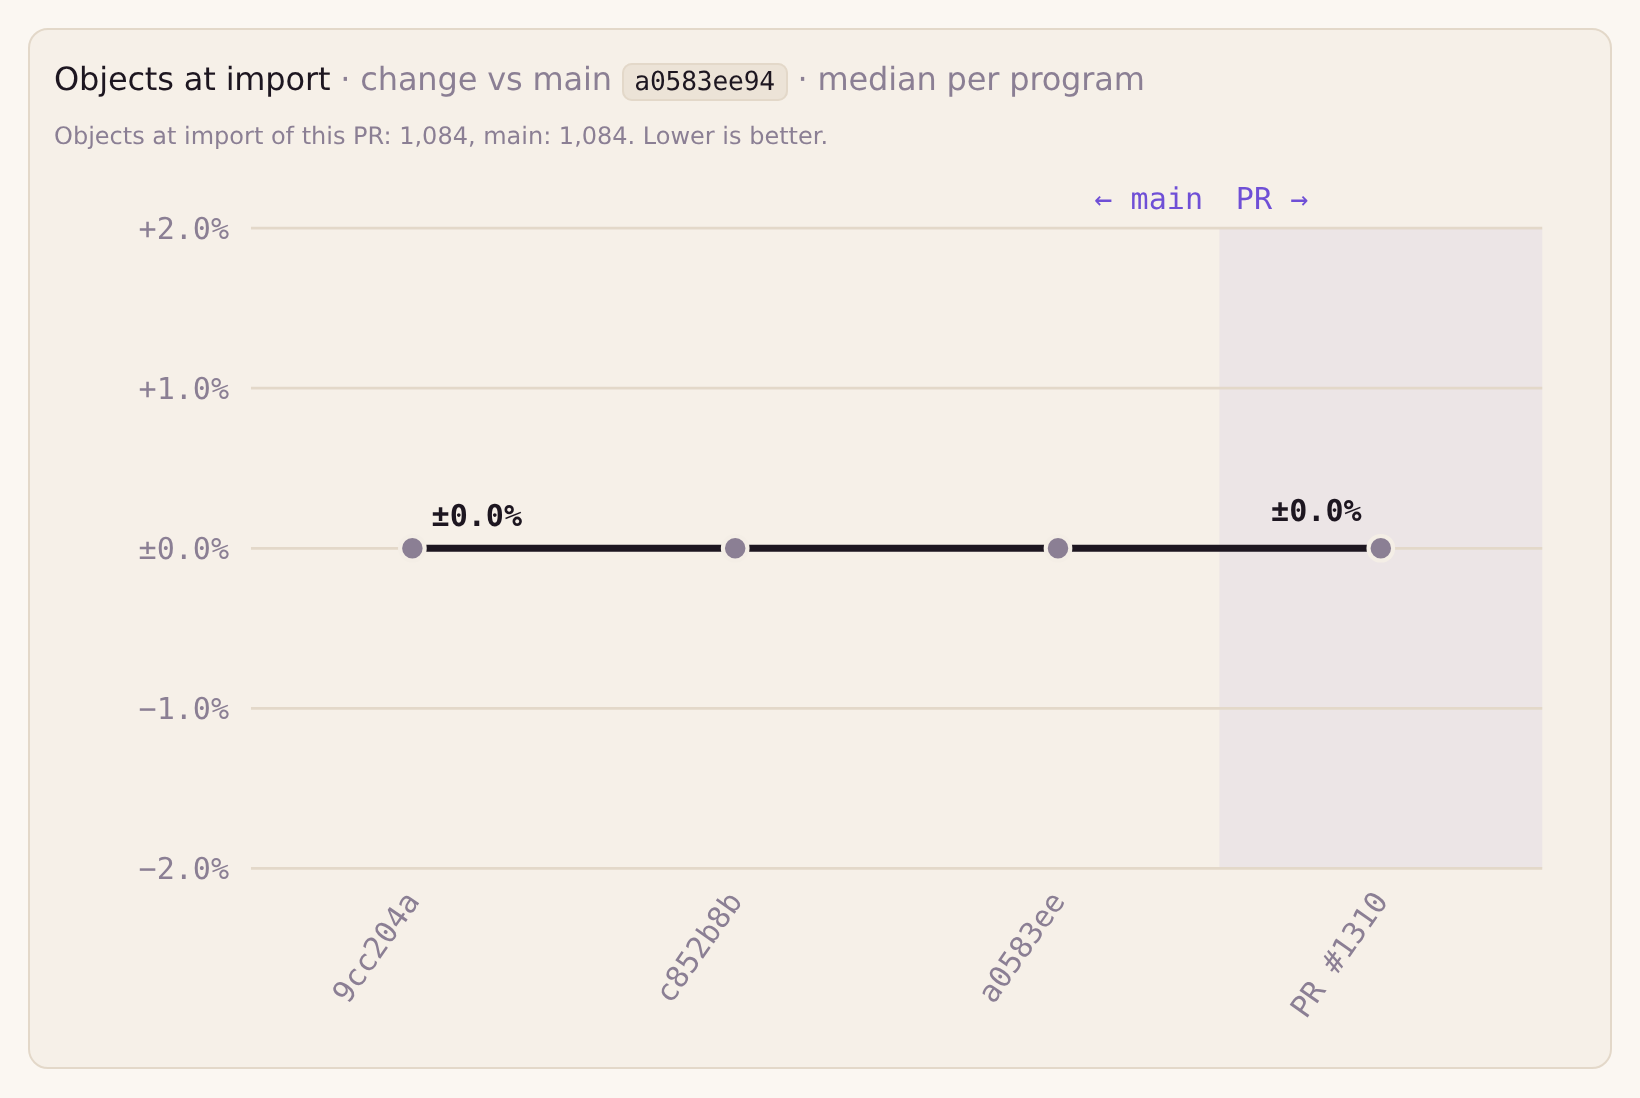 Objects at import · change vs main a0583ee94 · median per program
Objects at import of this PR: 1,084, main: 1,084. Lower is better.
← main PR →
+2.0%
+1.0%
±0.0%
−1.0%
−2.0%
±0.0%
±0.0%
9cc204a
c852b8b
a0583ee
PR #1310